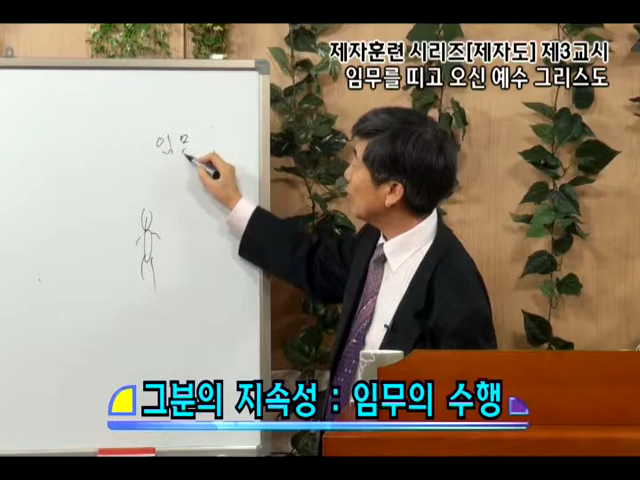 제자훈련 시리즈[제자도] 제3교시
임무를 띠고 오신 예수 그리스도
임무
그분의 지속성 : 임무의 수행